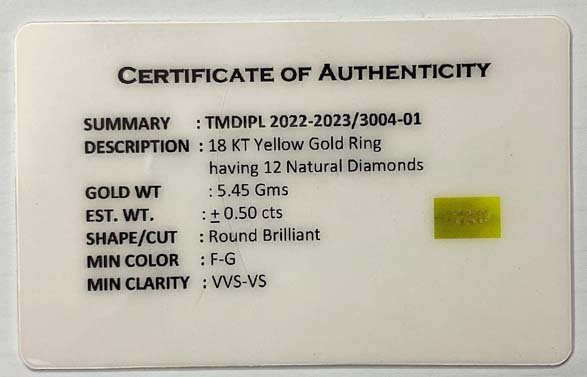 CERTIFICATE OF AUTHENTICITY
SUMMARY : TMDIPL 2022-2023/3004-01
DESCRIPTION : 18 KT Yellow Gold Ring
having 12 Natural Diamonds
GOLD WT : 5.45 Gms
EST. WT. : ± 0.50 cts
SHAPE/CUT : Round Brilliant
MIN COLOR : F-G
MIN CLARITY : VVS-VS